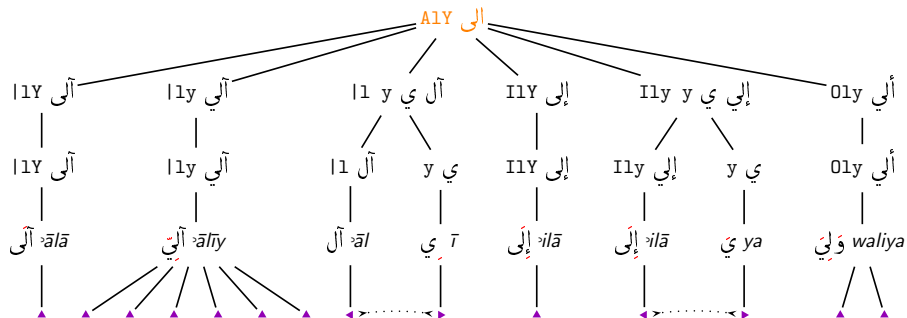 AlY الى
|lY آلى |ly آلي |l y آل ي IlY إلى Ily y إلي ي Oly ألي
|lY آلى |ly آلي |l آل y ي IlY إلى Ily إلي y ي Oly ألي
آلَى ʾālā آلِيّ ʾālīy آل ʾāl ِي ī إِلَى ʾilā إِلَى ʾilā يَ ya وَلِيَ waliya